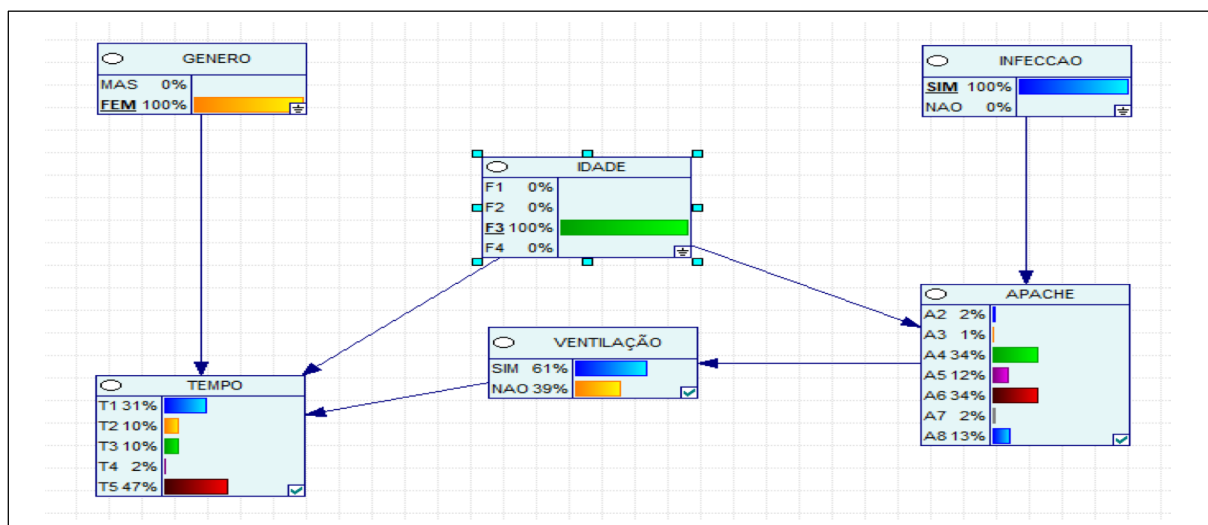 GENERO
MAS 0%
FEM 100%
INFECCAO
SIM 100%
NAO 0%
IDADE
F1 0%
F2 0%
F3 100%
F4 0%
APACHE
A2 2%
A3 1%
A4 34%
A5 12%
A6 34%
A7 2%
A8 13%
VENTILAÇÃO
SIM 61%
NAO 39%
TEMPO
T1 31%
T2 10%
T3 10%
T4 2%
T5 47%